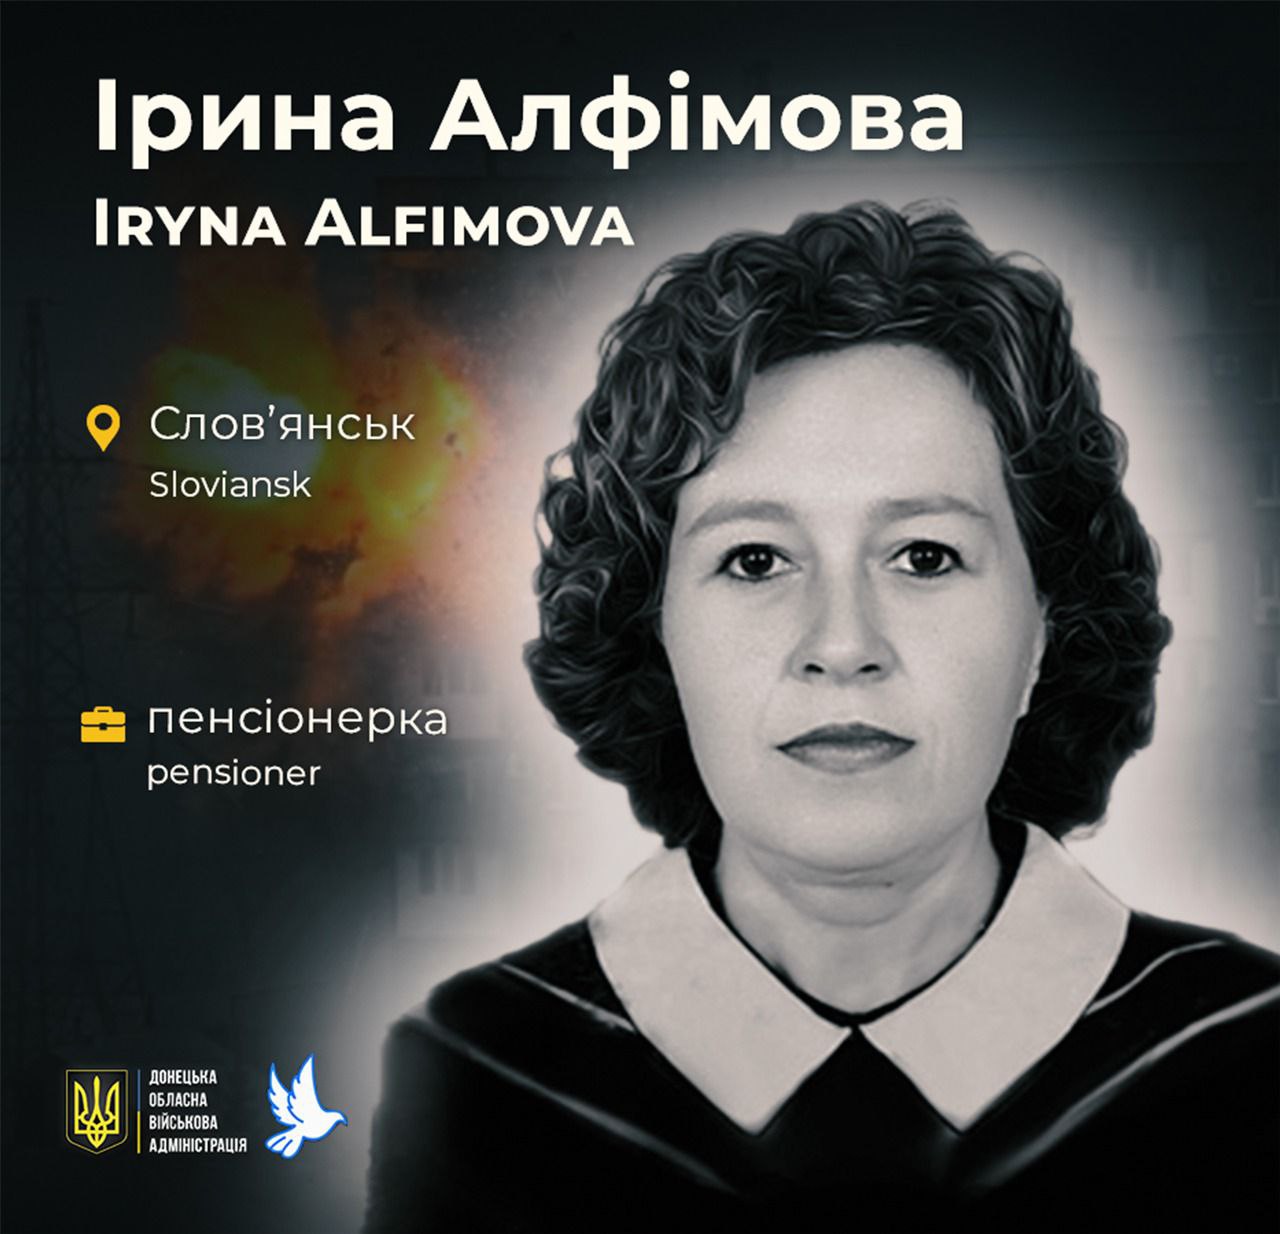 Ірина Алфімова
IRYNA ALFIMOVA
Слов’янськ
Sloviansk
пенсіонерка
pensioner
ДОНЕЦЬКА
ОБЛАСНА
ВІЙСЬКОВА
АДМІНІСТРАЦІЯ